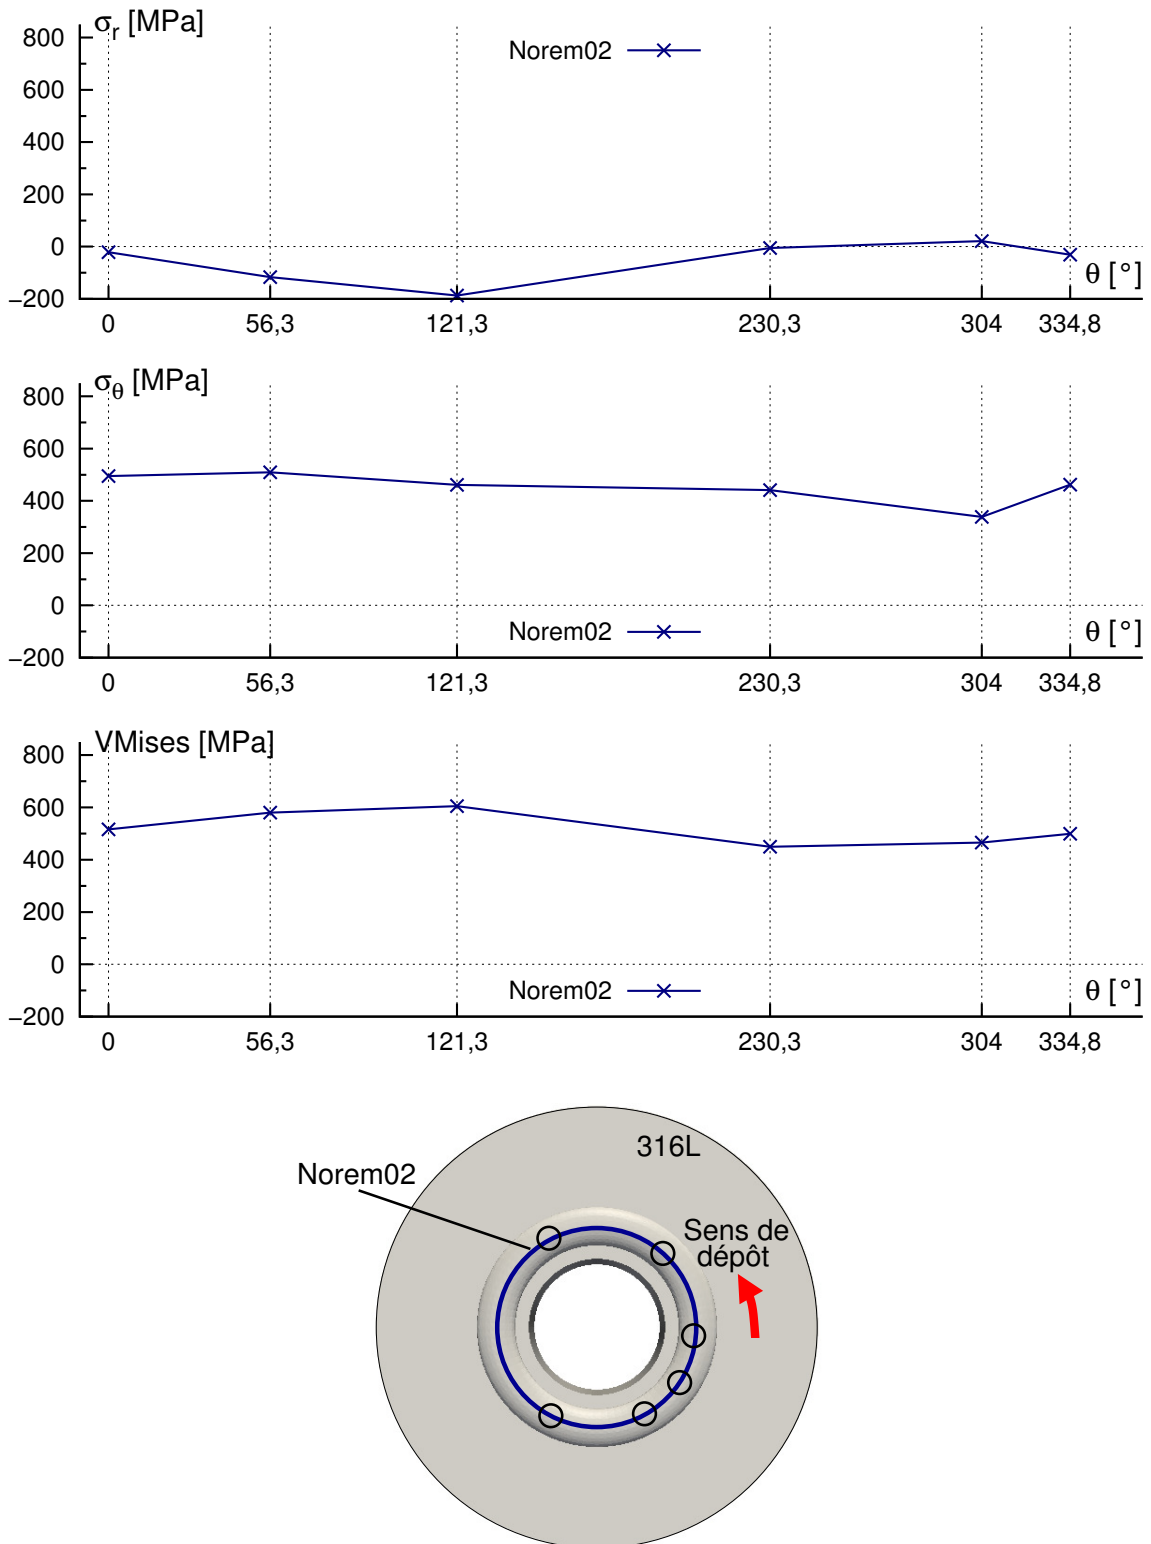 σr [MPa]
Norem02
800
600
400
200
0
−200
θ [°]
0 56,3 121,3 230,3 304 334,8
σθ [MPa]
800
600
400
200
0
−200
Norem02
θ [°]
0 56,3 121,3 230,3 304 334,8
VMises [MPa]
800
600
400
200
0
−200
Norem02
θ [°]
0 56,3 121,3 230,3 304 334,8
316L
Norem02
Sens de
dépôt